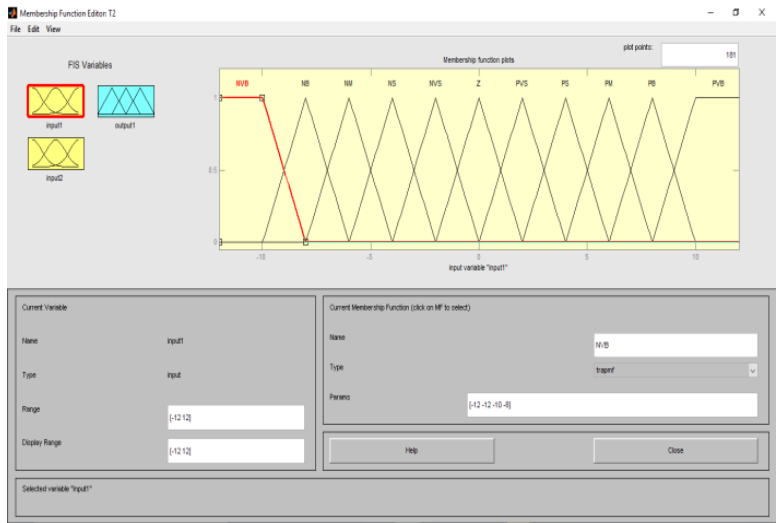 Membership Function Editor: T2
File Edit View
FIS Variables
input1
output1
input2
plot points:
181
Membership function plots
NVB NB NM NS NVS Z PVS PS PM PB PVB
1
0.5
0
-10 -5 0 5 10
input variable "input1"
Current Variable
Name input1
Type input
Range [-12 12]
Display Range [-12 12]
Current Membership Function (click on MF to select)
Name NVB
Type trapmf
Params [-12 -12 -10 -8]
Help Close
Selected variable "input1"